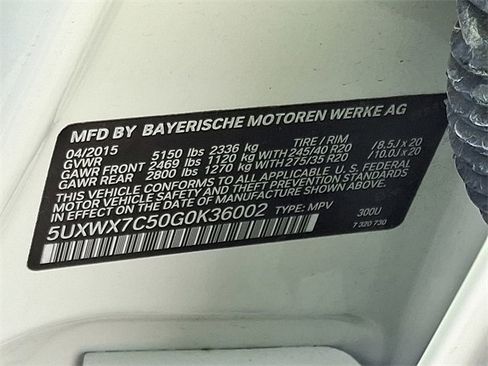 MFD BY BAYERISCHE MOTOREN WERKE AG
04/2015 TIRE / RIM
GVWR 5150 lbs 2336 kg
GAWR FRONT 2469 lbs 1120 kg WITH 245/40 R20 / 8.5J x 20
GAWR REAR 2800 lbs 1270 kg WITH 275/35 R20 / 10.0J x 20
THIS VEHICLE CONFORMS TO ALL APPLICABLE U.S. FEDERAL
MOTOR VEHICLE SAFETY AND THEFT PREVENTION STANDARDS
IN EFFECT ON THE DATE OF MANUFACTURE SHOWN ABOVE.
5UXWX7C50G0K36002 TYPE: MPV 300U
7 320 730